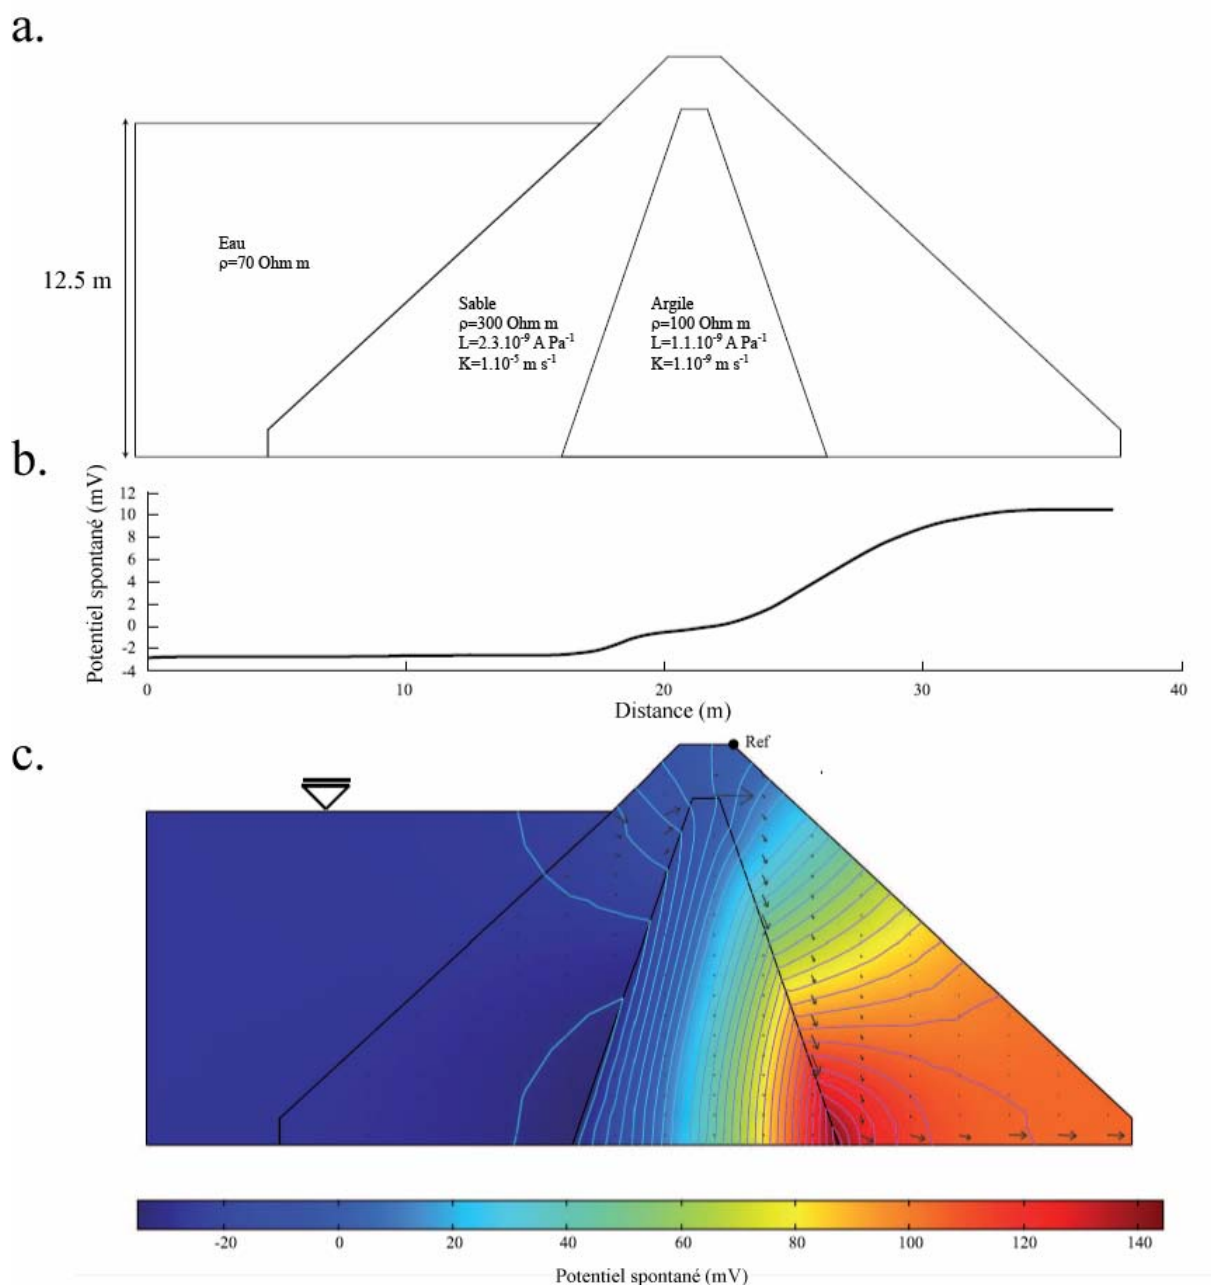 a.
12.5 m
Eau
ρ=70 Ohm m
Sable
ρ=300 Ohm m
L=2.3.10⁻⁹ A Pa⁻¹
K=1.10⁻⁵ m s⁻¹
Argile
ρ=100 Ohm m
L=1.1.10⁻⁹ A Pa⁻¹
K=1.10⁻⁹ m s⁻¹
b.
Potentiel spontané (mV)
12
10
8
6
4
2
0
-2
-4
0 10 20 30 40
Distance (m)
c.
Ref
-20 0 20 40 60 80 100 120 140
Potentiel spontané (mV)